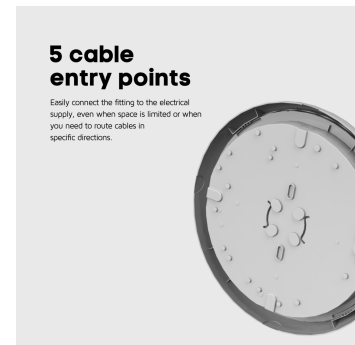 5 cable
entry points
Easily connect the fitting to the electrical
supply, even when space is limited or when
you need to route cables in
specific directions.